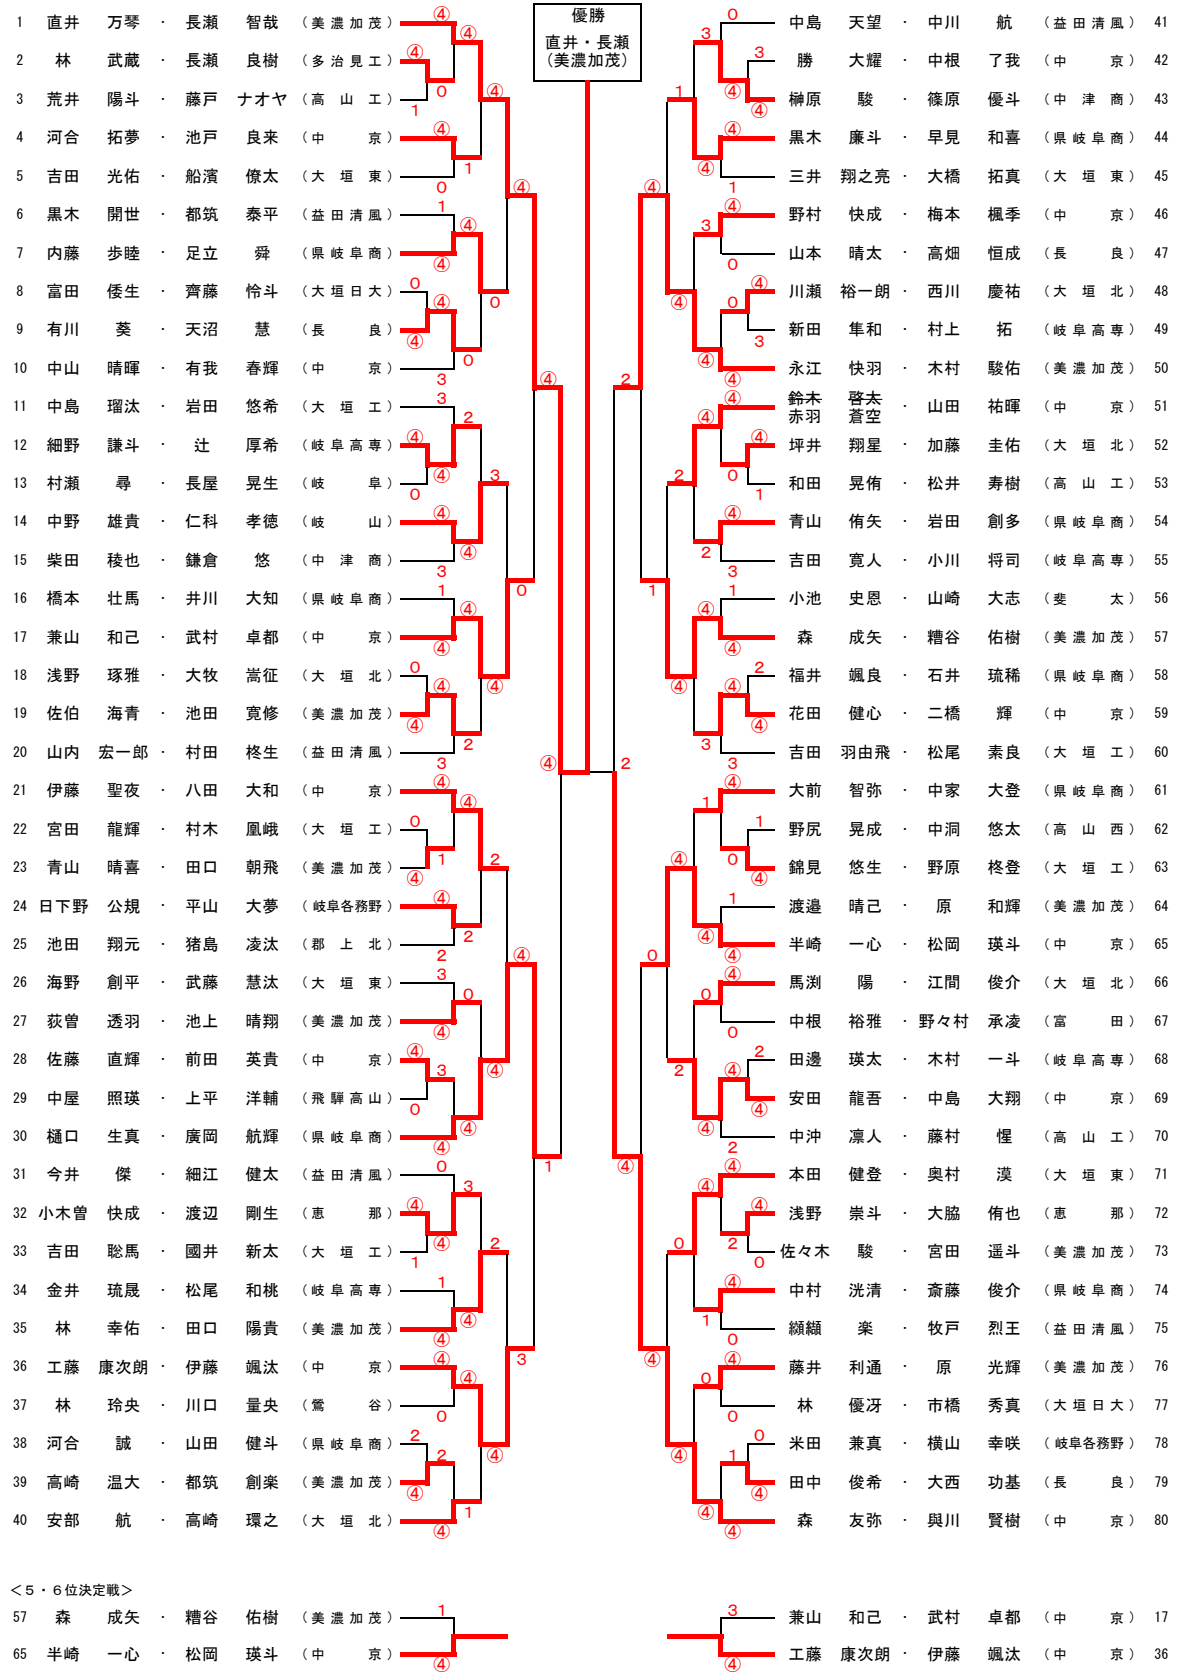 優勝
直井・長瀬
（美濃加茂）
1 直井 万琴 ・ 長瀬 智哉 （美濃加茂）
2 林 武蔵 ・ 長瀬 良樹 （多治見工）
3 荒井 陽斗 ・ 藤戸 ナオヤ （高山工）
4 河合 拓夢 ・ 池戸 良来 （中京）
5 吉田 光佑 ・ 船濱 僚太 （大垣東）
6 黒木 開世 ・ 都筑 泰平 （益田清風）
7 内藤 歩睦 ・ 足立 舜 （県岐阜商）
8 富田 倭生 ・ 齊藤 怜斗 （大垣日大）
9 有川 葵 ・ 天沼 慧 （長良）
10 中山 晴暉 ・ 有我 春輝 （中京）
11 中島 瑠汰 ・ 岩田 悠希 （大垣工）
12 細野 謙斗 ・ 辻 厚希 （岐阜高専）
13 村瀬 尋 ・ 長屋 晃生 （岐阜）
14 中野 雄貴 ・ 仁科 孝徳 （岐山）
15 柴田 稜也 ・ 鎌倉 悠 （中津商）
16 橋本 壮馬 ・ 井川 大知 （県岐阜商）
17 兼山 和己 ・ 武村 卓都 （中京）
18 浅野 琢雅 ・ 大牧 嵩征 （大垣北）
19 佐伯 海青 ・ 池田 寛修 （美濃加茂）
20 山内 宏一郎 ・ 村田 柊生 （益田清風）
21 伊藤 聖夜 ・ 八田 大和 （中京）
22 宮田 龍輝 ・ 村木 凰峨 （大垣工）
23 青山 晴喜 ・ 田口 朝飛 （美濃加茂）
24 日下野 公規 ・ 平山 大夢 （岐阜各務野）
25 池田 翔元 ・ 猪島 凌汰 （郡上北）
26 海野 創平 ・ 武藤 慧汰 （大垣東）
27 荻曽 透羽 ・ 池上 晴翔 （美濃加茂）
28 佐藤 直輝 ・ 前田 英貴 （中京）
29 中屋 照瑛 ・ 上平 洋輔 （飛騨高山）
30 樋口 生真 ・ 廣岡 航輝 （県岐阜商）
31 今井 傑 ・ 細江 健太 （益田清風）
32 小木曽 快成 ・ 渡辺 剛生 （恵那）
33 吉田 聡馬 ・ 國井 新太 （大垣工）
34 金井 琉晟 ・ 松尾 和桃 （岐阜高専）
35 林 幸佑 ・ 田口 陽貴 （美濃加茂）
36 工藤 康次朗 ・ 伊藤 颯汰 （中京）
37 林 玲央 ・ 川口 量央 （鶯谷）
38 河合 誠 ・ 山田 健斗 （県岐阜商）
39 高崎 温大 ・ 都筑 創楽 （美濃加茂）
40 安部 航 ・ 高崎 環之 （大垣北）
中島 天望 ・ 中川 航 （益田清風） 41
勝 大耀 ・ 中根 了我 （中京） 42
榊原 駿 ・ 篠原 優斗 （中津商） 43
黒木 廉斗 ・ 早見 和喜 （県岐阜商） 44
三井 翔之亮 ・ 大橋 拓真 （大垣東） 45
野村 快成 ・ 梅本 楓季 （中京） 46
山本 晴太 ・ 高畑 恒成 （長良） 47
川瀬 裕一朗 ・ 西川 慶祐 （大垣北） 48
新田 隼和 ・ 村上 拓 （岐阜高専） 49
永江 快羽 ・ 木村 駿佑 （美濃加茂） 50
鈴木 啓太
赤羽 蒼空 ・ 山田 祐暉 （中京） 51
坪井 翔星 ・ 加藤 圭佑 （大垣北） 52
和田 晃侑 ・ 松井 寿樹 （高山工） 53
青山 侑矢 ・ 岩田 創多 （県岐阜商） 54
吉田 寛人 ・ 小川 将司 （岐阜高専） 55
小池 史恩 ・ 山崎 大志 （斐太） 56
森 成矢 ・ 糟谷 佑樹 （美濃加茂） 57
福井 颯良 ・ 石井 琉稀 （県岐阜商） 58
花田 健心 ・ 二橋 輝 （中京） 59
吉田 羽由飛 ・ 松尾 素良 （大垣工） 60
大前 智弥 ・ 中家 大登 （県岐阜商） 61
野尻 晃成 ・ 中洞 悠太 （高山西） 62
錦見 悠生 ・ 野原 柊登 （大垣工） 63
渡邉 晴己 ・ 原 和輝 （美濃加茂） 64
半崎 一心 ・ 松岡 瑛斗 （中京） 65
馬渕 陽 ・ 江間 俊介 （大垣北） 66
中根 裕雅 ・ 野々村 承凌 （富田） 67
田邊 瑛太 ・ 木村 一斗 （岐阜高専） 68
安田 龍吾 ・ 中島 大翔 （中京） 69
中沖 凛人 ・ 藤村 惺 （高山工） 70
本田 健登 ・ 奥村 漠 （大垣東） 71
浅野 崇斗 ・ 大脇 侑也 （恵那） 72
佐々木 駿 ・ 宮田 遥斗 （美濃加茂） 73
中村 洸清 ・ 斎藤 俊介 （県岐阜商） 74
纐纈 楽 ・ 牧戸 烈王 （益田清風） 75
藤井 利通 ・ 原 光輝 （美濃加茂） 76
林 優冴 ・ 市橋 秀真 （大垣日大） 77
米田 兼真 ・ 横山 幸咲 （岐阜各務野） 78
田中 俊希 ・ 大西 功基 （長良） 79
森 友弥 ・ 與川 賢樹 （中京） 80
＜５・６位決定戦＞
57 森 成矢 ・ 糟谷 佑樹 （美濃加茂） 1
65 半崎 一心 ・ 松岡 瑛斗 （中京） ④
3 兼山 和己 ・ 武村 卓都 （中京） 17
④ 工藤 康次朗 ・ 伊藤 颯汰 （中京） 36